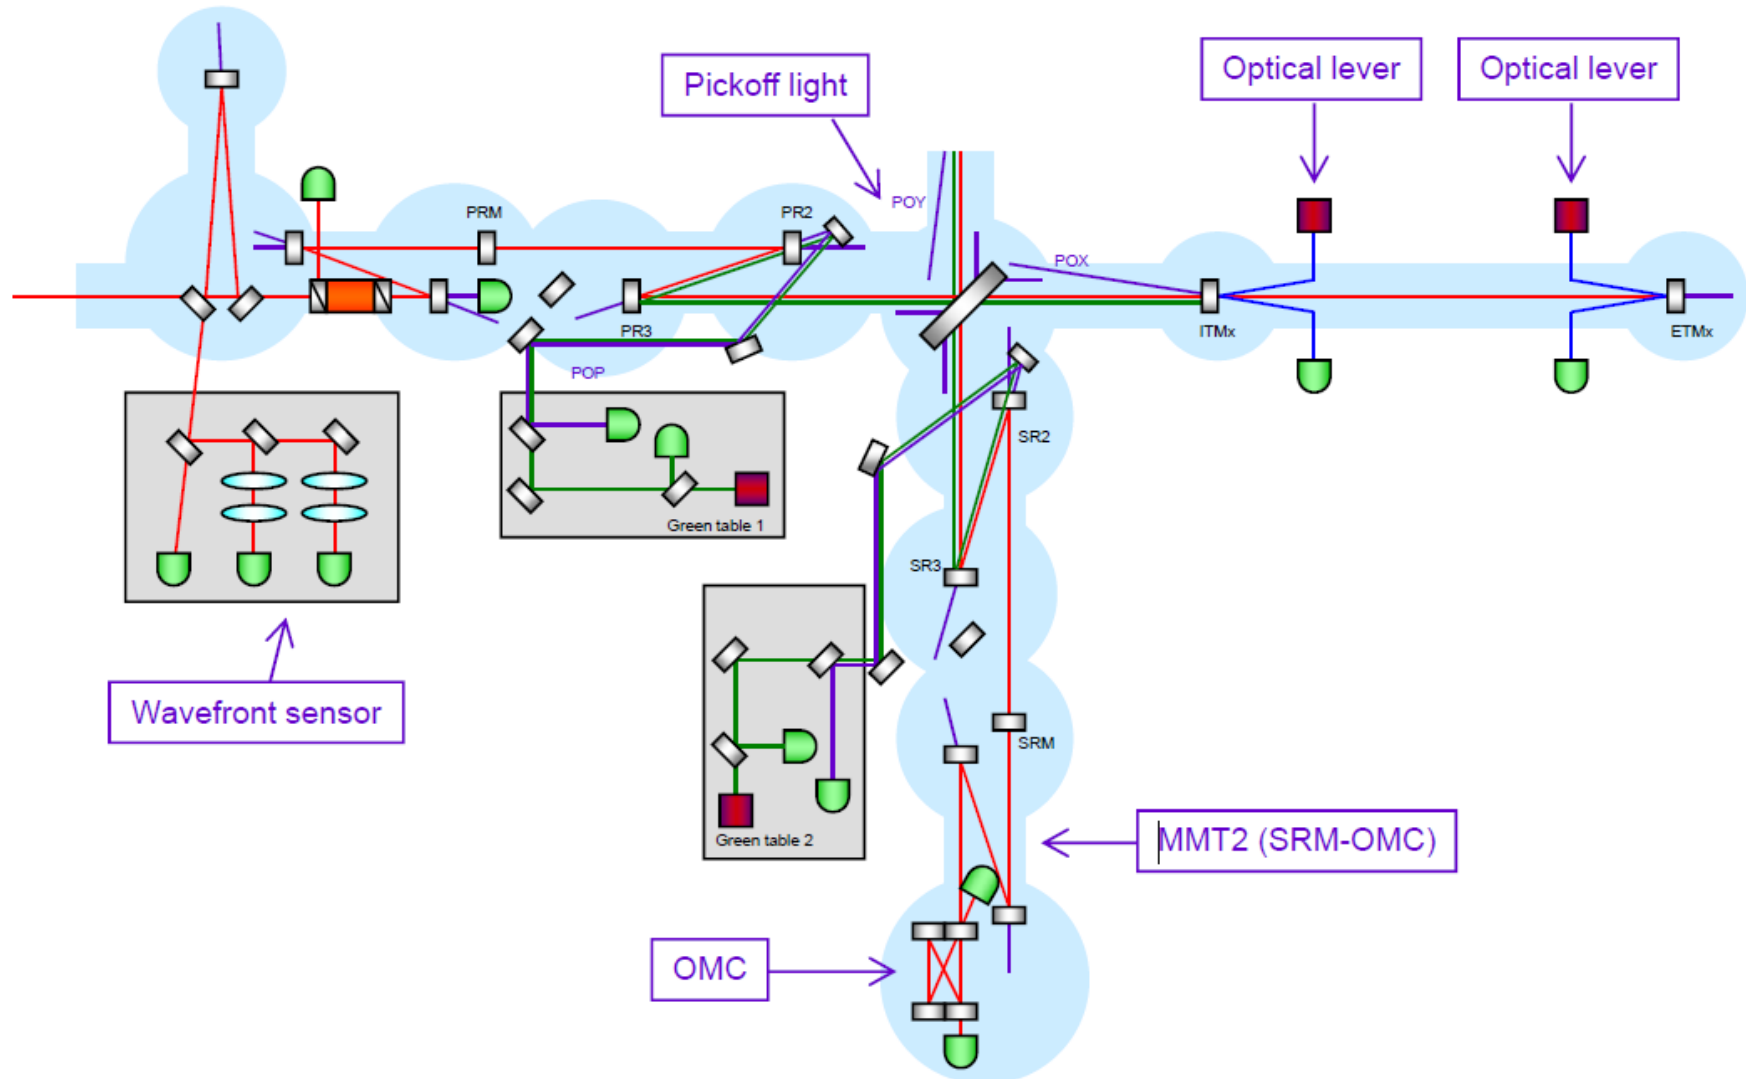 Optical lever
Optical lever
Pickoff light
POY
PRM
PR2
POX
PR3
ITMx
ETMx
POP
SR2
Green table 1
SR3
Wavefront sensor
SRM
Green table 2
MMT2 (SRM-OMC)
OMC